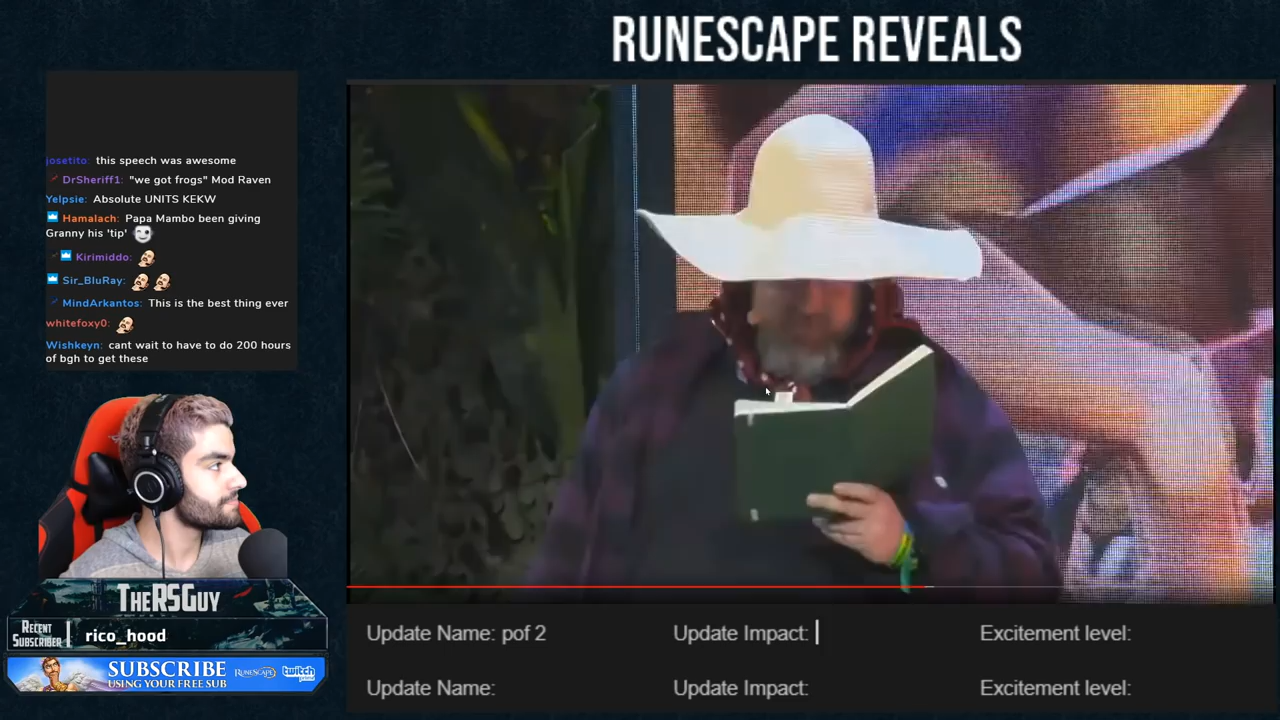 RUNESCAPE REVEALS
josetito: this speech was awesome
DrSheriff1: "we got frogs" Mod Raven
Yelpsie: Absolute UNITS KEKW
Hamalach: Papa Mambo been giving
Granny his 'tip'
Kirimiddo:
Sir_BluRay:
MindArkantos: This is the best thing ever
whitefoxy0:
Wishkeyn: cant wait to have to do 200 hours
of bgh to get these
THERSGUY
RECENT
SUBSCRIBER
rico_hood
SUBSCRIBE
USING YOUR FREE SUB
RUNESCAPE
twitch
prime
Update Name: pof 2
Update Impact:
Excitement level:
Update Name:
Update Impact:
Excitement level: